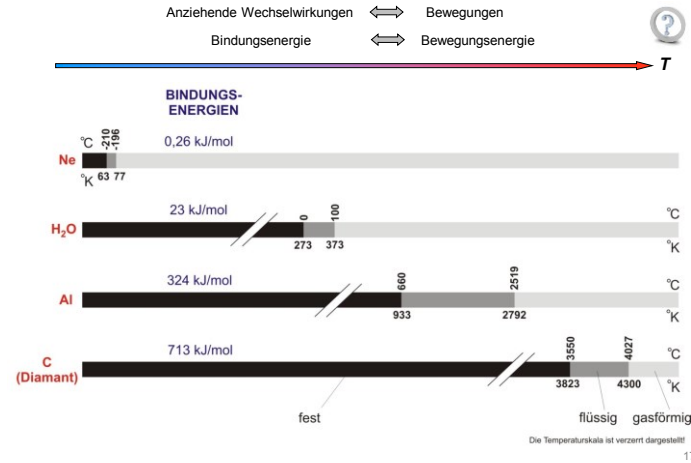 Anziehende Wechselwirkungen Bewegungen
Bindungsenergie Bewegungsenergie
?
T
BINDUNGS-
ENERGIEN
Ne
°C -210 -196
0,26 kJ/mol
°K 63 77
H2O
23 kJ/mol
0 100 °C
273 373 °K
Al
324 kJ/mol
660 2519 °C
933 2792 °K
C
(Diamant)
713 kJ/mol
3550 4027 °C
3823 4300 °K
fest flüssig gasförmig
Die Temperaturskala ist verzerrt dargestellt!